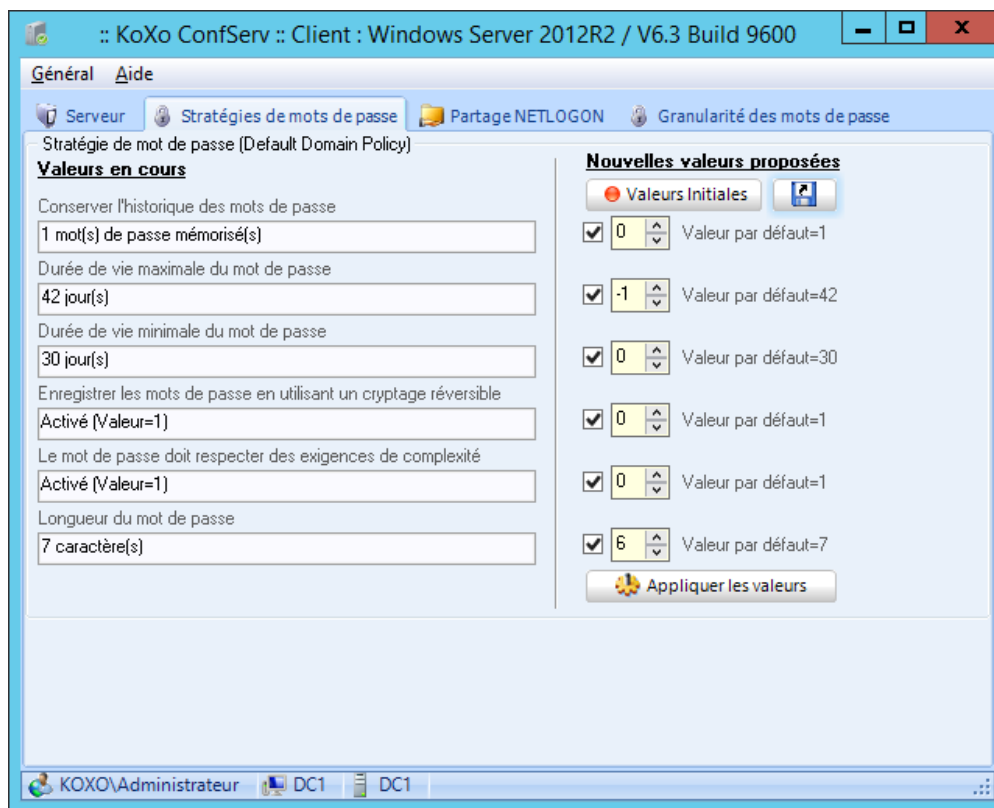 :: KoXo ConfServ :: Client : Windows Server 2012R2 / V6.3 Build 9600
Général Aide
Serveur Stratégies de mots de passe Partage NETLOGON Granularité des mots de passe
Stratégie de mot de passe (Default Domain Policy)
Valeurs en cours
Nouvelles valeurs proposées
Valeurs Initiales
Conserver l'historique des mots de passe
1 mot(s) de passe mémorisé(s)
0 Valeur par défaut=1
Durée de vie maximale du mot de passe
42 jour(s)
-1 Valeur par défaut=42
Durée de vie minimale du mot de passe
30 jour(s)
0 Valeur par défaut=30
Enregistrer les mots de passe en utilisant un cryptage réversible
Activé (Valeur=1)
0 Valeur par défaut=1
Le mot de passe doit respecter des exigences de complexité
Activé (Valeur=1)
0 Valeur par défaut=1
Longueur du mot de passe
7 caractère(s)
6 Valeur par défaut=7
Appliquer les valeurs
KOXO\Administrateur DC1 DC1